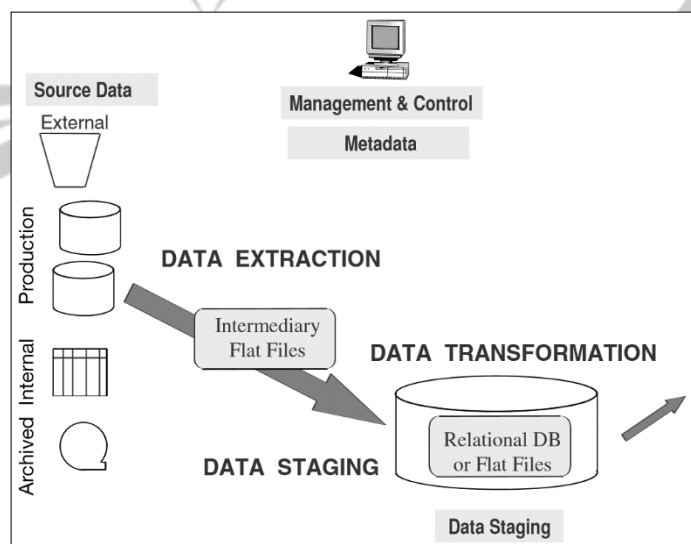 Source Data
External
Production
Internal
Archived
Management & Control
Metadata
DATA EXTRACTION
Intermediary
Flat Files
DATA TRANSFORMATION
Relational DB
or Flat Files
DATA STAGING
Data Staging